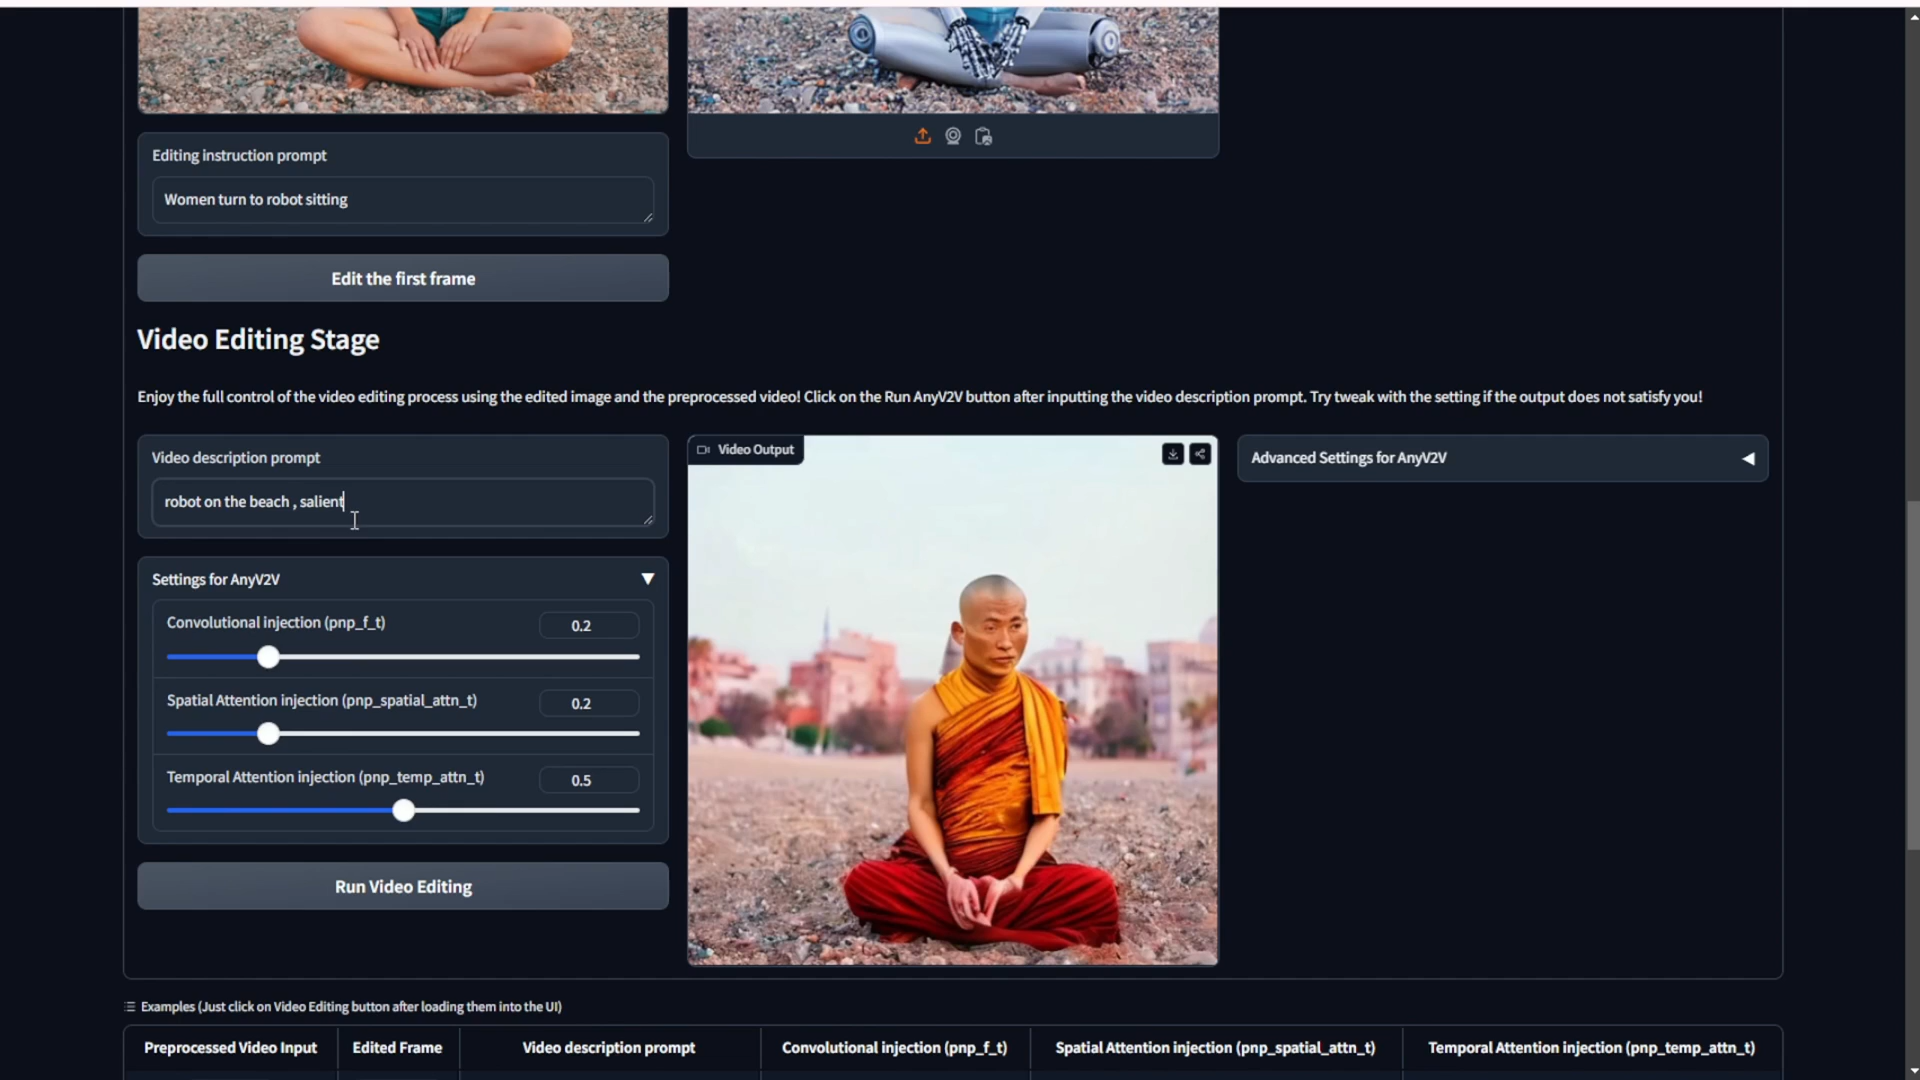 Editing instruction prompt
Women turn to robot sitting
Edit the first frame
Video Editing Stage
Enjoy the full control of the video editing process using the edited image and the preprocessed video! Click on the Run AnyV2V button after inputting the video description prompt. Try tweak with the setting if the output does not satisfy you!
Video description prompt
robot on the beach , salient
Settings for AnyV2V
Convolutional injection (pnp_f_t)
0.2
Spatial Attention injection (pnp_spatial_attn_t)
0.2
Temporal Attention injection (pnp_temp_attn_t)
0.5
Run Video Editing
Video Output
Advanced Settings for AnyV2V
Examples (Just click on Video Editing button after loading them into the UI)
Preprocessed Video Input
Edited Frame
Video description prompt
Convolutional injection (pnp_f_t)
Spatial Attention injection (pnp_spatial_attn_t)
Temporal Attention injection (pnp_temp_attn_t)